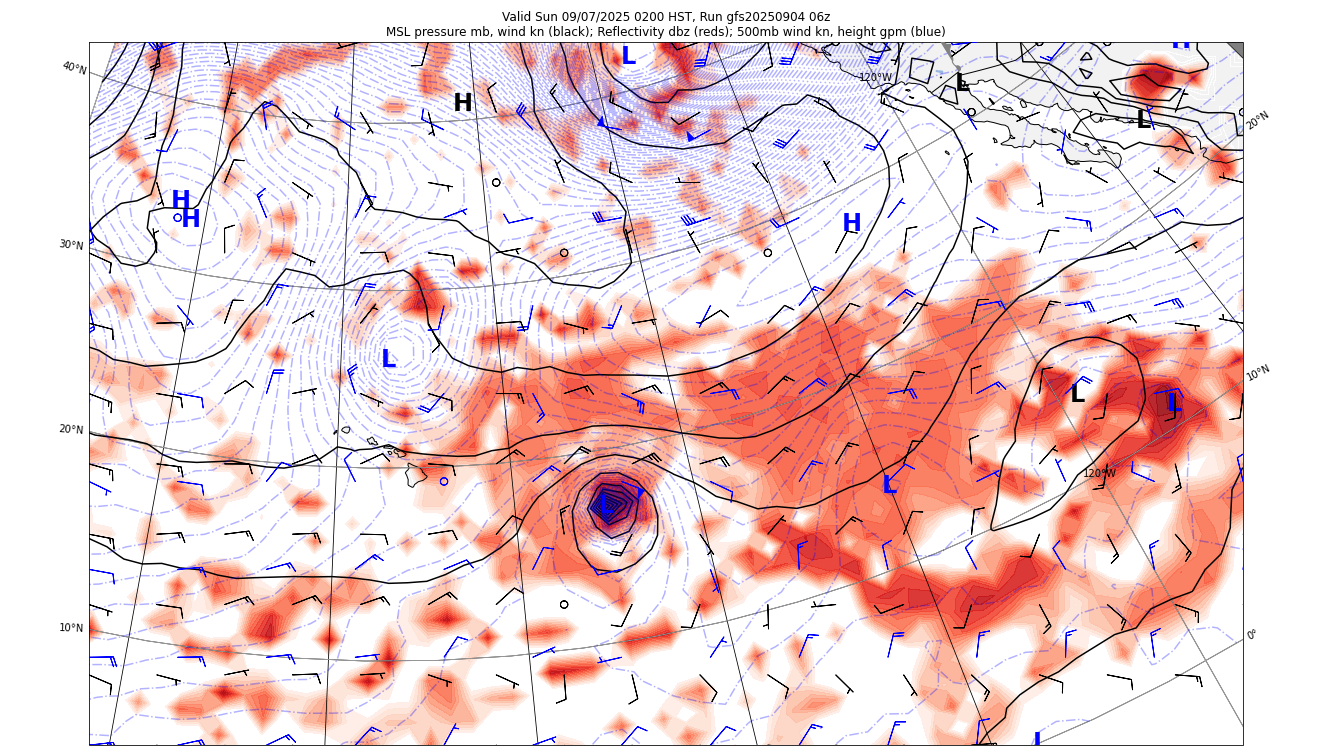 Valid Sun 09/07/2025 0200 HST, Run gfs20250904 06z
MSL pressure mb, wind kn (black); Reflectivity dbz (reds); 500mb wind kn, height gpm (blue)
H
L
40°N
120°W
L
H
L
20°N
H
H
H
30°N
L
10°N
L
L
20°N
120°W
L
L
10°N
0°
L